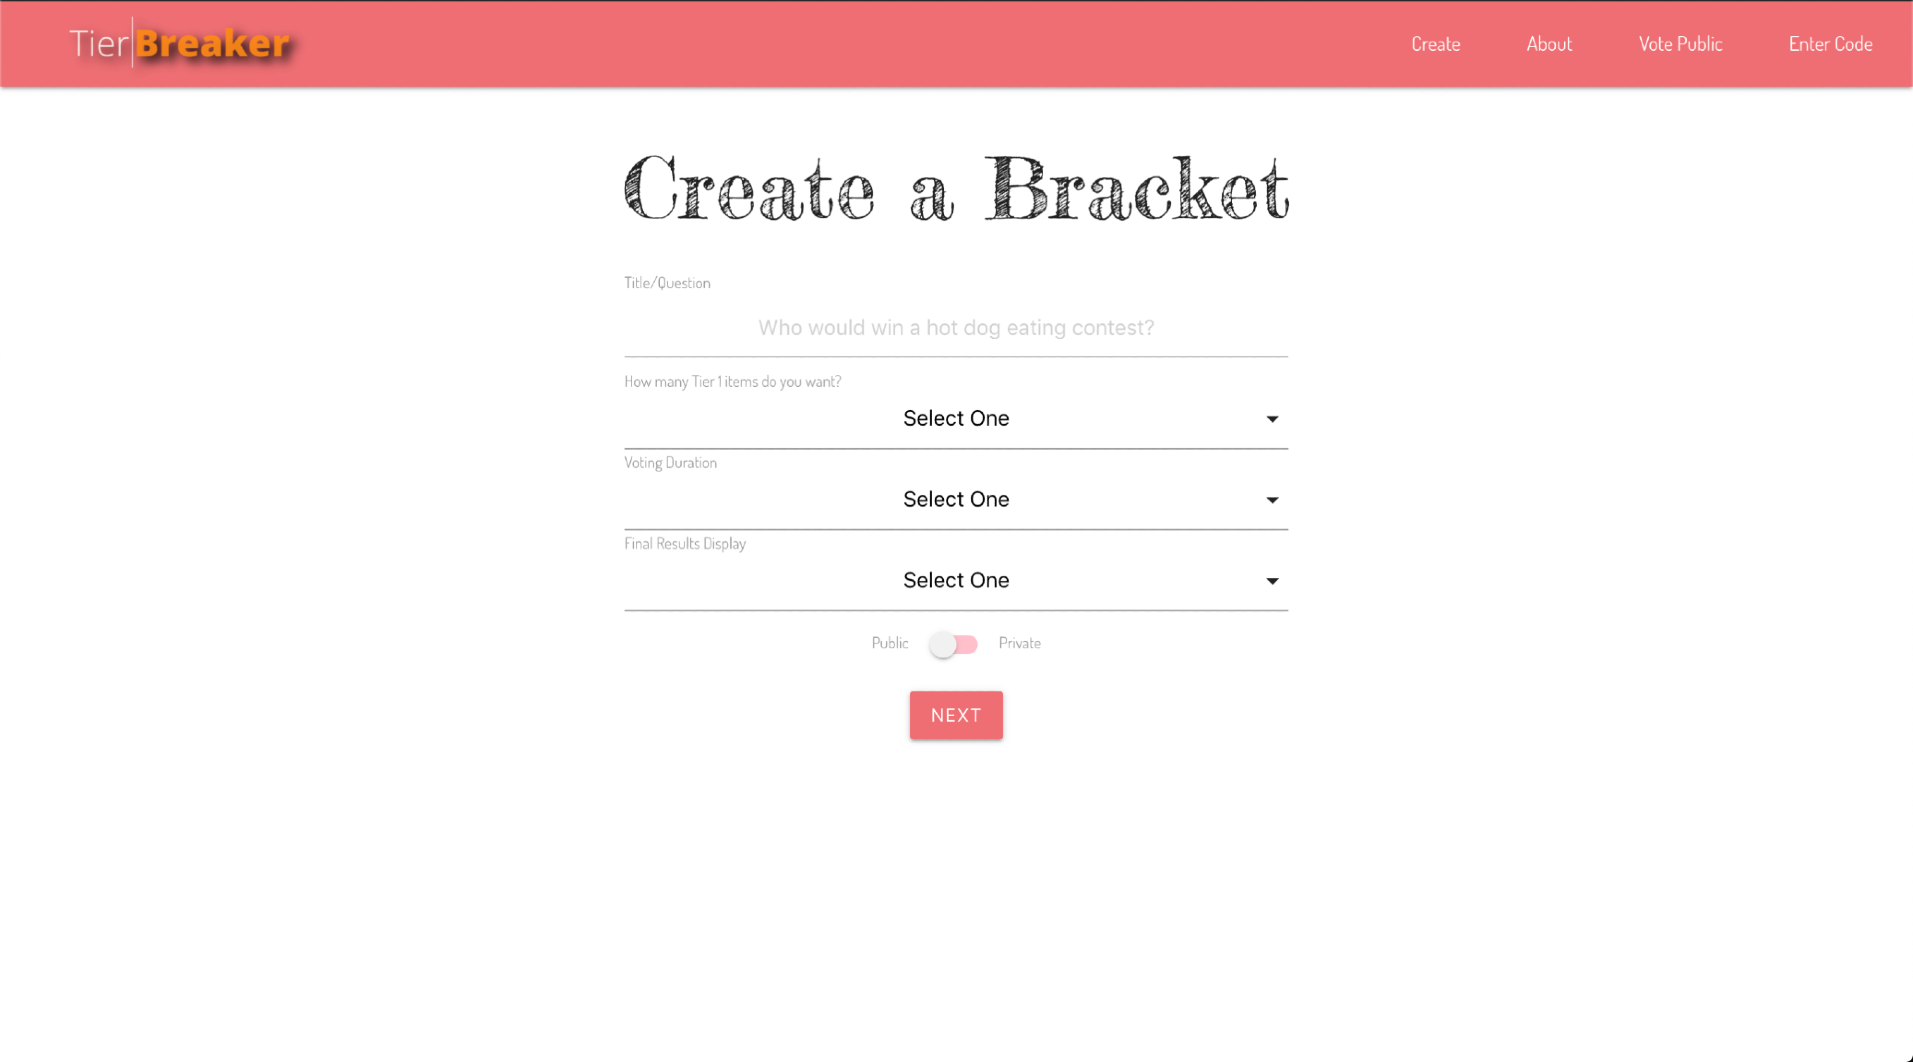 Tier|Breaker Create About Vote Public Enter Code
Create a Bracket
Title/Question
Who would win a hot dog eating contest?
How many Tier 1 items do you want?
Select One
Voting Duration
Select One
Final Results Display
Select One
Public Private
NEXT